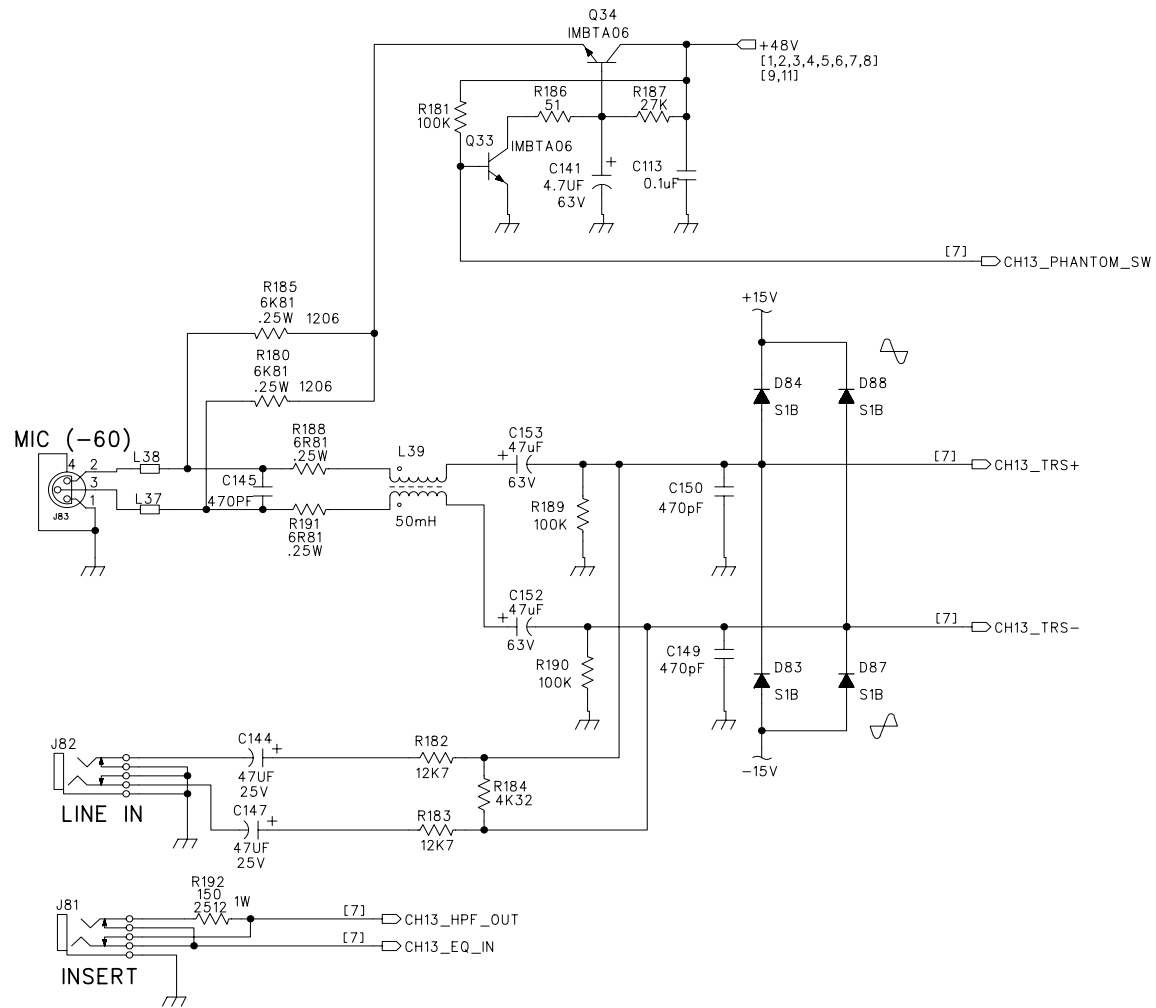 Q34
IMBTA06
+48V
[1,2,3,4,5,6,7,8]
[9,11]
R181
100K
R186
51
R187
27K
Q33
IMBTA06
C141
+
4.7UF
63V
C113
0.1uF
[7]
CH13_PHANTOM_SW
R185
6K81
.25W 1206
R180
6K81
.25W 1206
+15V
D84
S1B
D88
S1B
MIC (-60)
4
2
3
1
J83
L38
L37
C145
470PF
R188
6R81
.25W
R191
6R81
.25W
L39
50mH
C153
+ 47uF
63V
R189
100K
C150
470pF
[7]
CH13_TRS+
C152
+ 47uF
63V
R190
100K
C149
470pF
[7]
CH13_TRS-
D83
S1B
D87
S1B
-15V
J82
LINE IN
C144
+
47UF
25V
C147
+
47UF
25V
R182
12K7
R184
4K32
R183
12K7
J81
INSERT
R192
150
2512 1W
[7]
CH13_HPF_OUT
[7]
CH13_EQ_IN